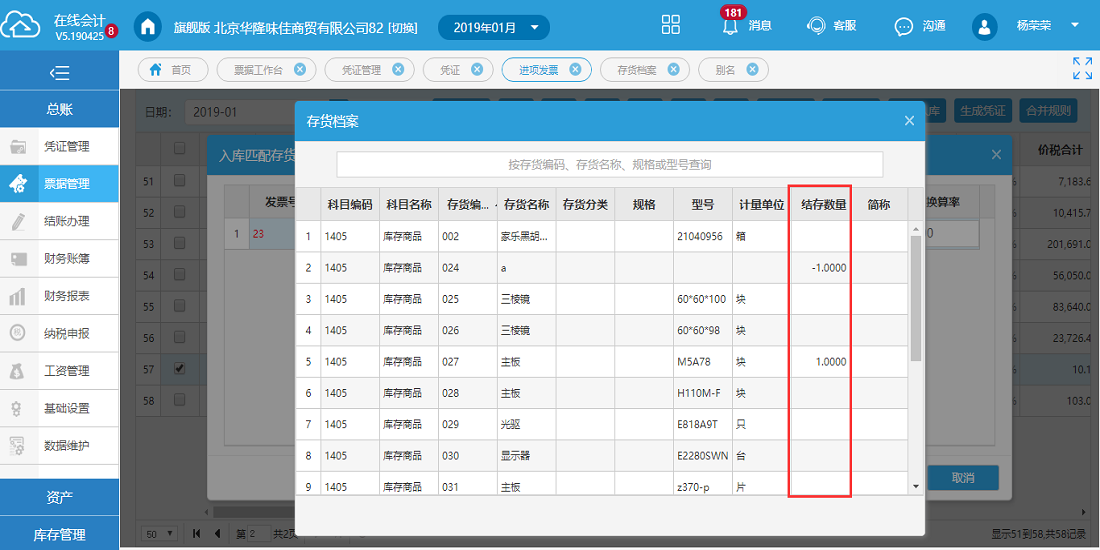 在线会计
V5.190425 8
旗舰版 北京华隆味佳商贸有限公司82 [切换]
2019年01月
181
消息
客服
沟通
杨荣荣
首页
票据工作台
凭证管理
凭证
进项发票
存货档案
别名
总账
凭证管理
票据管理
结账办理
财务账簿
财务报表
纳税申报
工资管理
基础设置
数据维护
资产
库存管理
日期: 2019-01
生成凭证 合并规则
价税合计
51 7,183.6
52 10,415.7
53 201,691.0
54 56,050.0
55 83,640.0
56 23,726.4
57 10.1
58 103.0
入库匹配存货
发票号
换算率
1 23
取消
存货档案
按存货编码、存货名称、规格或型号查询
科目编码 科目名称 存货编... 存货名称 存货分类 规格 型号 计量单位 结存数量 简称
1 1405 库存商品 002 家乐黑胡... 21040956 箱
2 1405 库存商品 024 a -1.0000
3 1405 库存商品 025 三棱镜 60*60*100 块
4 1405 库存商品 026 三棱镜 60*60*98 块
5 1405 库存商品 027 主板 M5A78 块 1.0000
6 1405 库存商品 028 主板 H110M-F 块
7 1405 库存商品 029 光驱 E818A9T 只
8 1405 库存商品 030 显示器 E2280SWN 台
9 1405 库存商品 031 主板 z370-p 片
50 第 2 共2页
显示51到58,共58记录